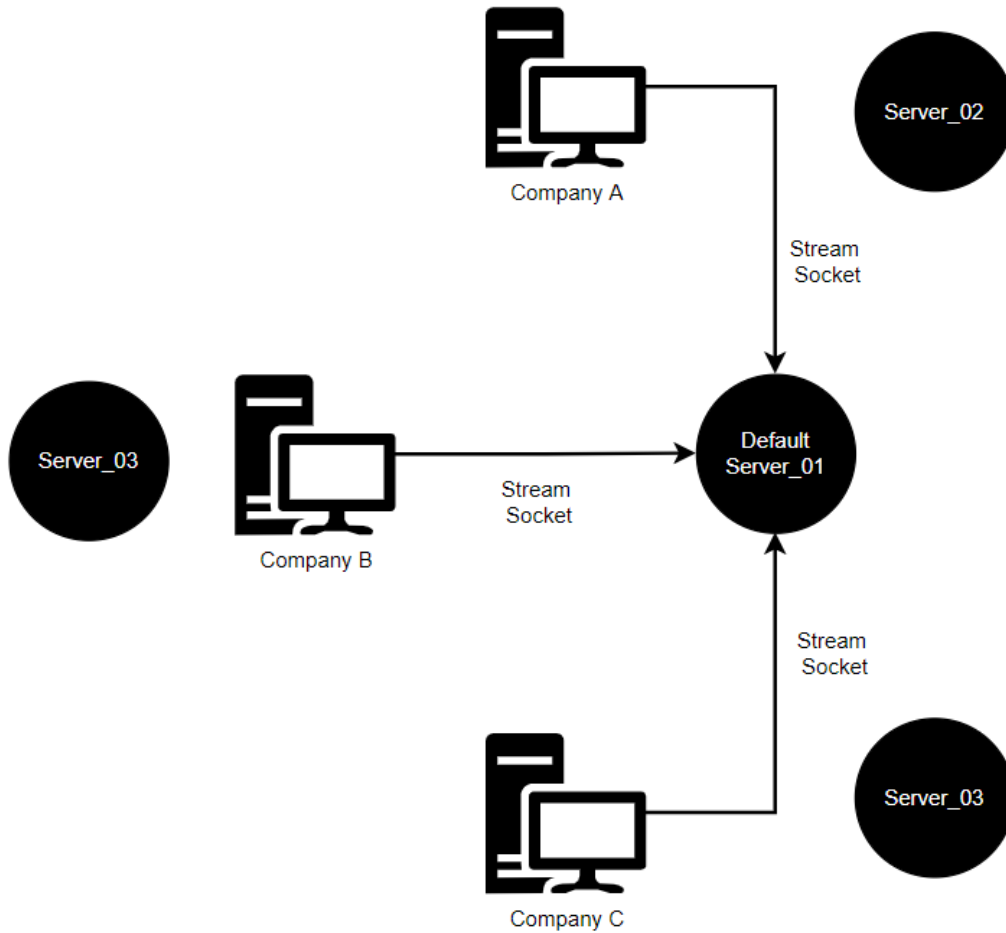 Server_02
Company A
Stream
Socket
Server_03
Default
Server_01
Stream
Socket
Company B
Stream
Socket
Server_03
Company C